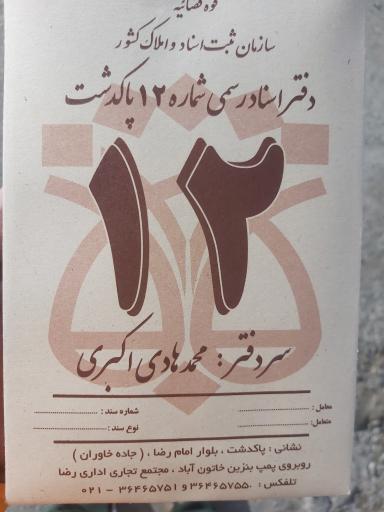 قوه قضائیه
سازمان ثبت اسناد و املاک کشور
دفتر اسناد رسمی شماره ۱۲ پاکدشت
۱۲
سردفتر : محمد هادی اکبری
معامل : شماره سند :
متعامل : نوع سند :
نشانی : پاکدشت ، بلوار امام رضا ، ( جاده خاوران )
روبروی پمپ بنزین خاتون آباد ، مجتمع تجاری اداری رضا
تلفکس : ۳۶۴۶۵۷۵۵۰ و ۳۶۴۶۵۷۵۱ - ۰۲۱